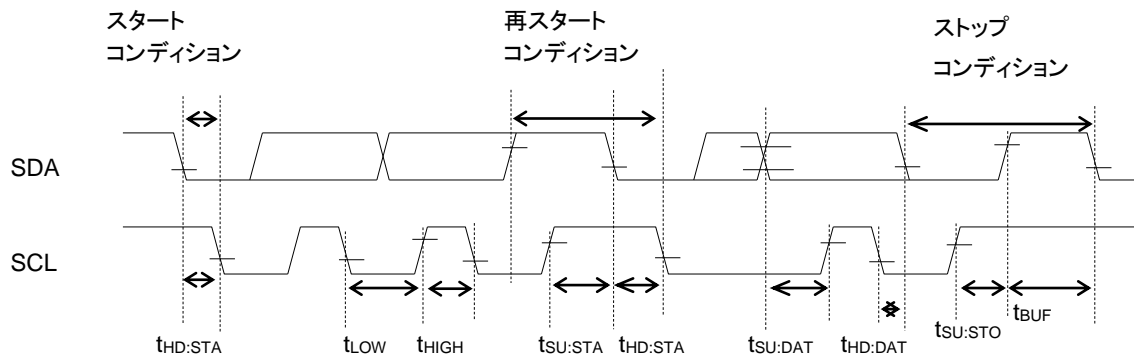 スタート
コンディション
再スタート
コンディション
ストップ
コンディション
SDA
SCL
tHD:STA
tLOW
tHIGH
tSU:STA
tHD:STA
tSU:DAT
tHD:DAT
tSU:STO
tBUF